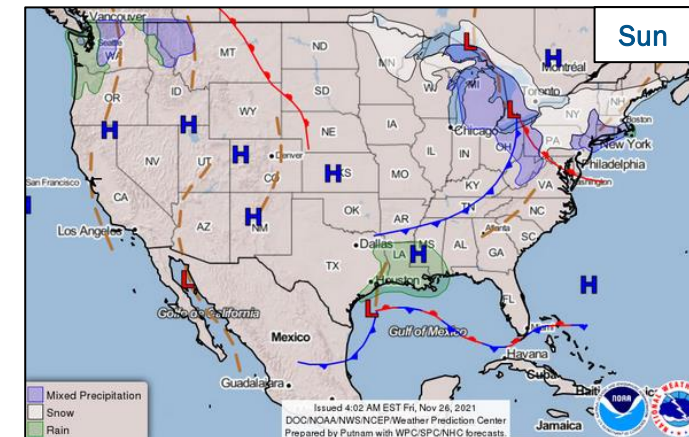 Sun
Vancouver
Seattle
WA
MT
ND
MN
L
H
Montréal
OR
ID
SD
WI
MI
Toronto
NH
WY
L
NY
Boston
H
H
NE
IA
Chicago
PA
New York
NV
UT
H
Denver
CO
H
KS
IL
IN
OH
Philadelphia
San Francisco
MO
KY
VA
Washington
H
CA
OK
TN
NC
Los Angeles
AZ
H
NM
AR
Atlanta
SC
Dallas
MS
AL
GA
TX
LA
H
Houston
L
FL
H
Golfo de California
L
Gulf of Mexico
Miami
Mexico
Havana
Cuba
Guadalajara
Haiti
Jamaica
Mixed Precipitation
Snow
Rain
Issued 4:02 AM EST Fri, Nov 26, 2021
DOC/NOAA/NWS/NCEP/Weather Prediction Center
Prepared by Putnam with WPC/SPC/NHC forecasts.
NOAA